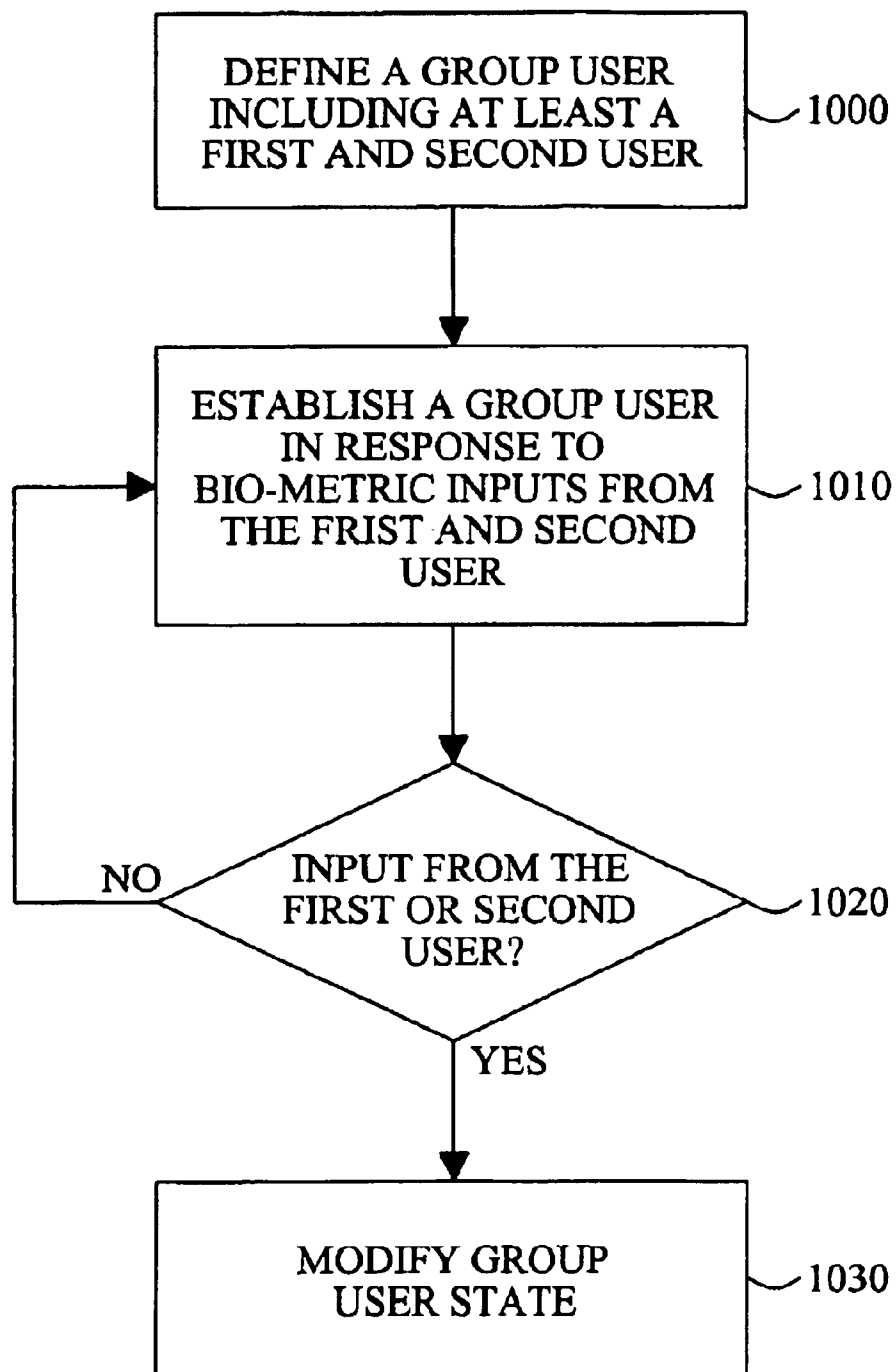 DEFINE A GROUP USER
INCLUDING AT LEAST A
FIRST AND SECOND USER
1000
ESTABLISH A GROUP USER
IN RESPONSE TO
BIO-METRIC INPUTS FROM
THE FRIST AND SECOND
USER
1010
INPUT FROM THE
FIRST OR SECOND
USER?
1020
NO
YES
MODIFY GROUP
USER STATE
1030